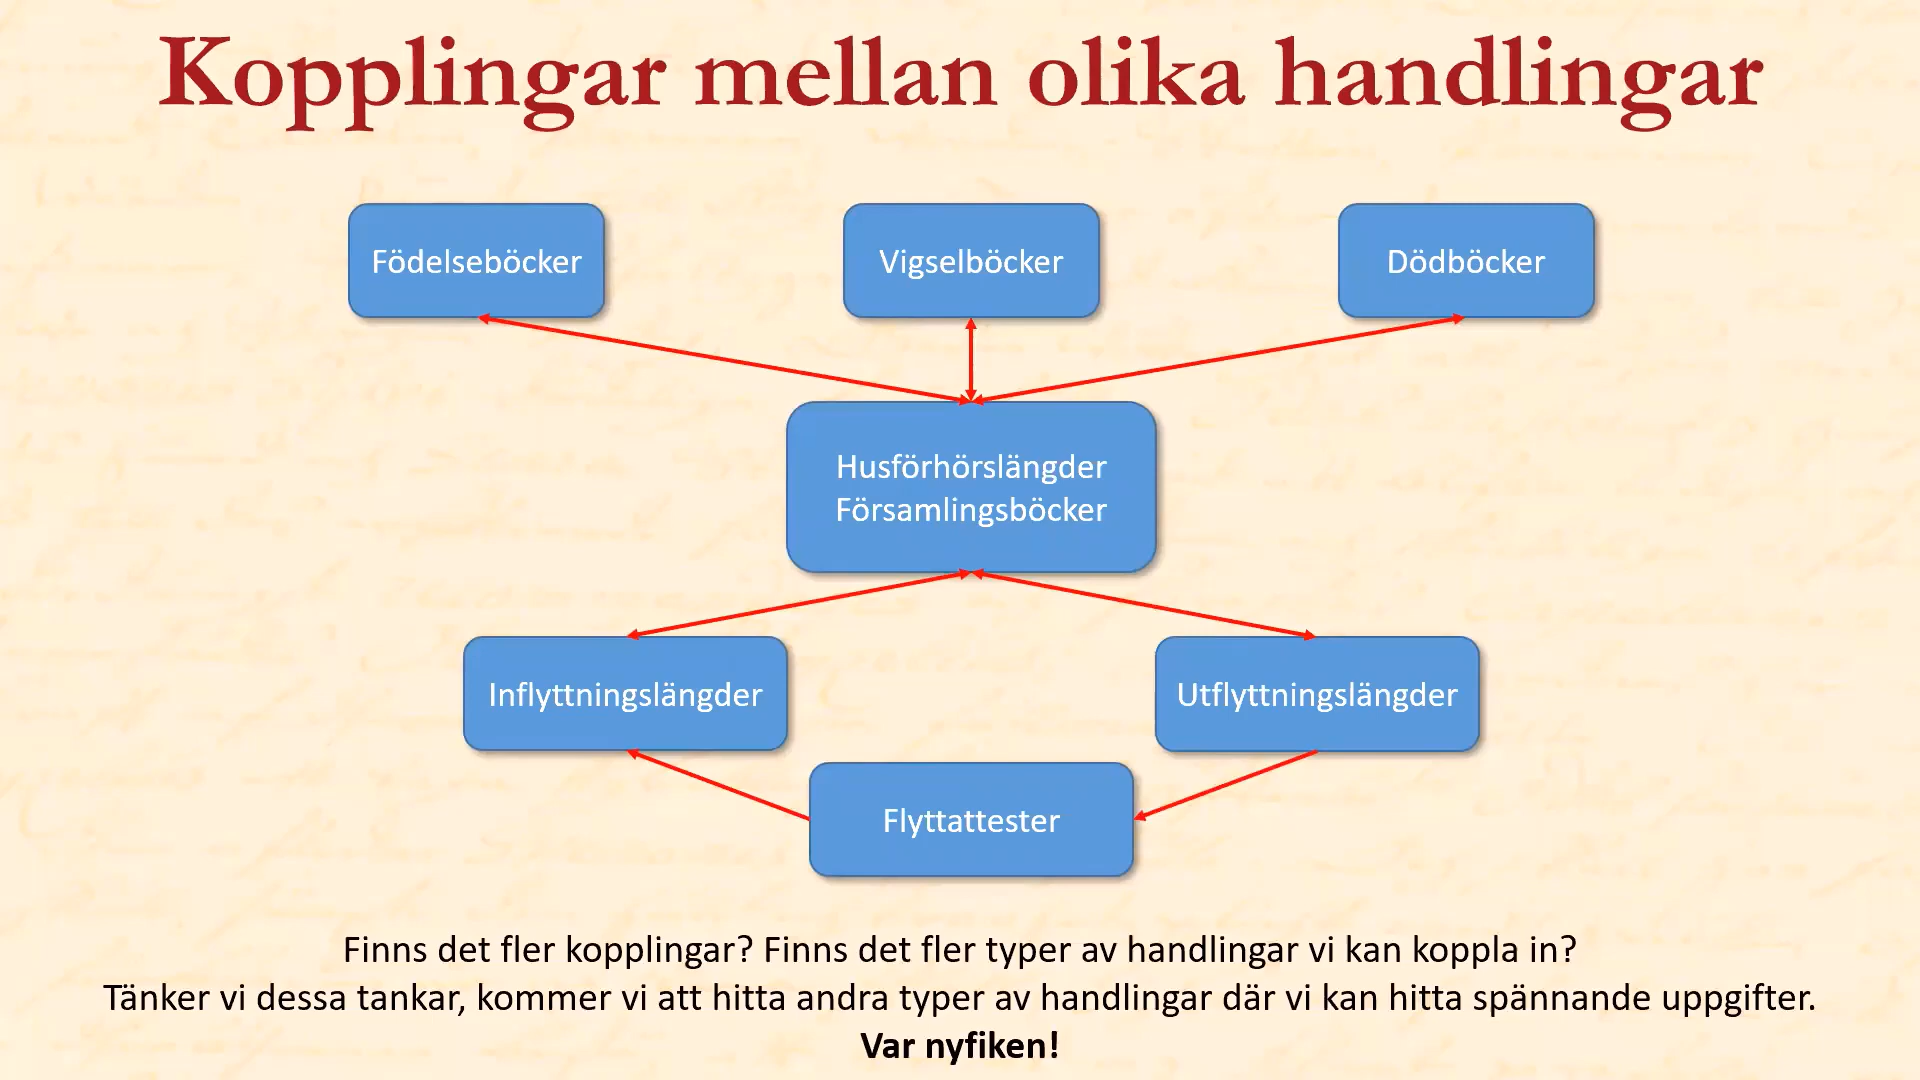 Kopplingar mellan olika handlingar
Födelseböcker
Vigselböcker
Dödböcker
Husförhörslängder
Församlingsböcker
Inflyttningslängder
Utflyttningslängder
Flyttattester
Finns det fler kopplingar? Finns det fler typer av handlingar vi kan koppla in?
Tänker vi dessa tankar, kommer vi att hitta andra typer av handlingar där vi kan hitta spännande uppgifter.
Var nyfiken!